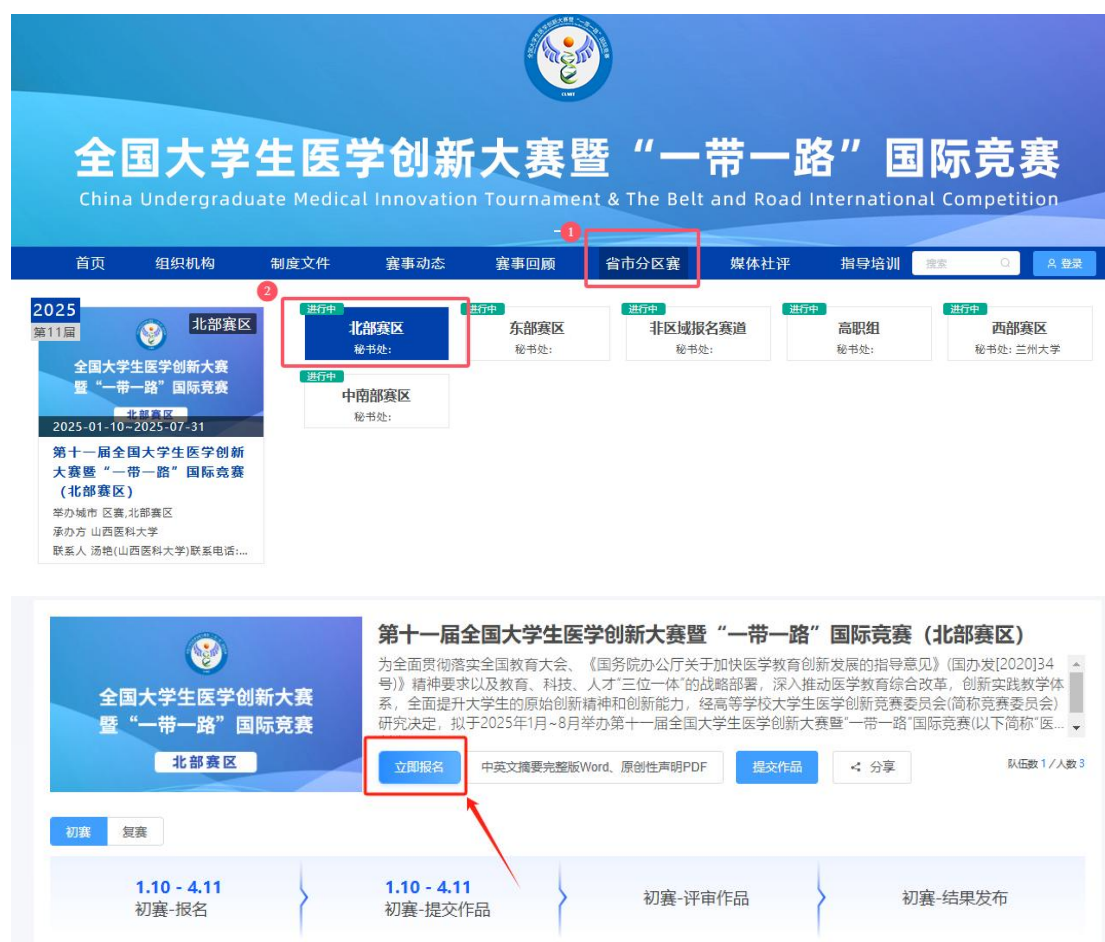 全国大学生医学创新大赛暨“一带一路”国际竞赛
China Undergraduate Medical Innovation Tournament & The Belt and Road International Competition
1
首页 组织机构 制度文件 赛事动态 赛事回顾 省市分区赛 媒体社评 指导培训 搜索 登录
2
2025
第11届
北部赛区
全国大学生医学创新大赛
暨“一带一路”国际竞赛
北部赛区
2025-01-10~2025-07-31
第十一届全国大学生医学创新
大赛暨“一带一路”国际竞赛
(北部赛区)
举办城市 区赛,北部赛区
承办方 山西医科大学
联系人 汤艳(山西医科大学)联系电话:...
进行中
北部赛区
秘书处:
进行中
东部赛区
秘书处:
进行中
非区域报名赛道
秘书处:
进行中
高职组
秘书处:
进行中
西部赛区
秘书处: 兰州大学
进行中
中南部赛区
秘书处:
全国大学生医学创新大赛
暨“一带一路”国际竞赛
北部赛区
第十一届全国大学生医学创新大赛暨“一带一路”国际竞赛（北部赛区）
为全面贯彻落实全国教育大会、《国务院办公厅关于加快医学教育创新发展的指导意见》(国办发[2020]34
号)》精神要求以及教育、科技、人才“三位一体”的战略部署，深入推动医学教育综合改革，创新实践教学体
系，全面提升大学生的原始创新精神和创新能力，经高等学校大学生医学创新竞赛委员会(简称竞赛委员会)
研究决定，拟于2025年1月~8月举办第十一届全国大学生医学创新大赛暨“一带一路”国际竞赛(以下简称“医...
立即报名 中英文摘要完整版Word、原创性声明PDF 提交作品 分享 队伍数 1 / 人数 3
初赛 复赛
1.10 - 4.11
初赛-报名
1.10 - 4.11
初赛-提交作品
初赛-评审作品
初赛-结果发布